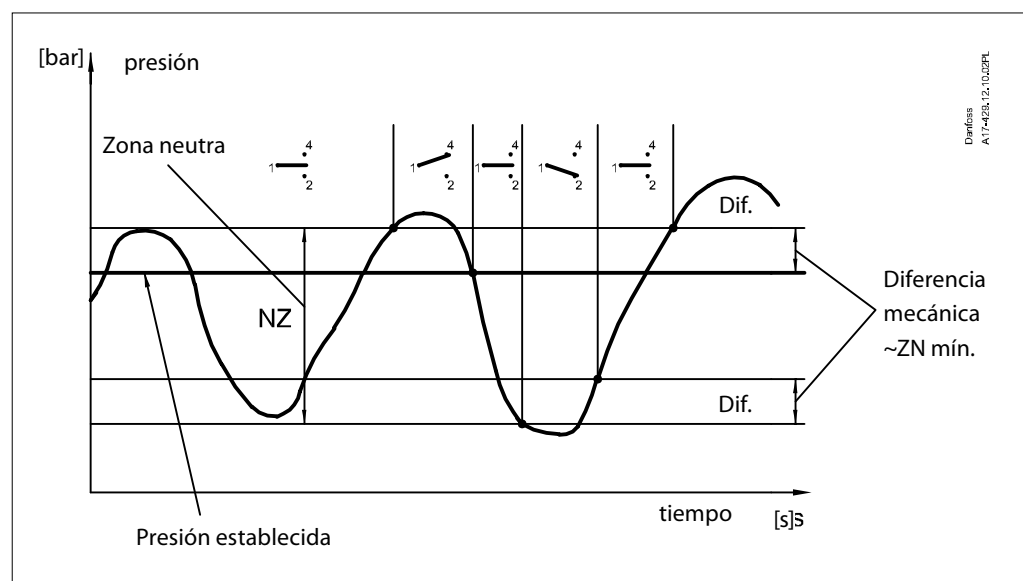 [bar]
presión
Danfoss
A17-429.12.10.02PL
Zona neutra
1 4 2
1 4 2
1 4 2
1 4 2
1 4 2
Dif.
NZ
Diferencia
mecánica
~ZN mín.
Dif.
tiempo
[s]s
Presión establecida